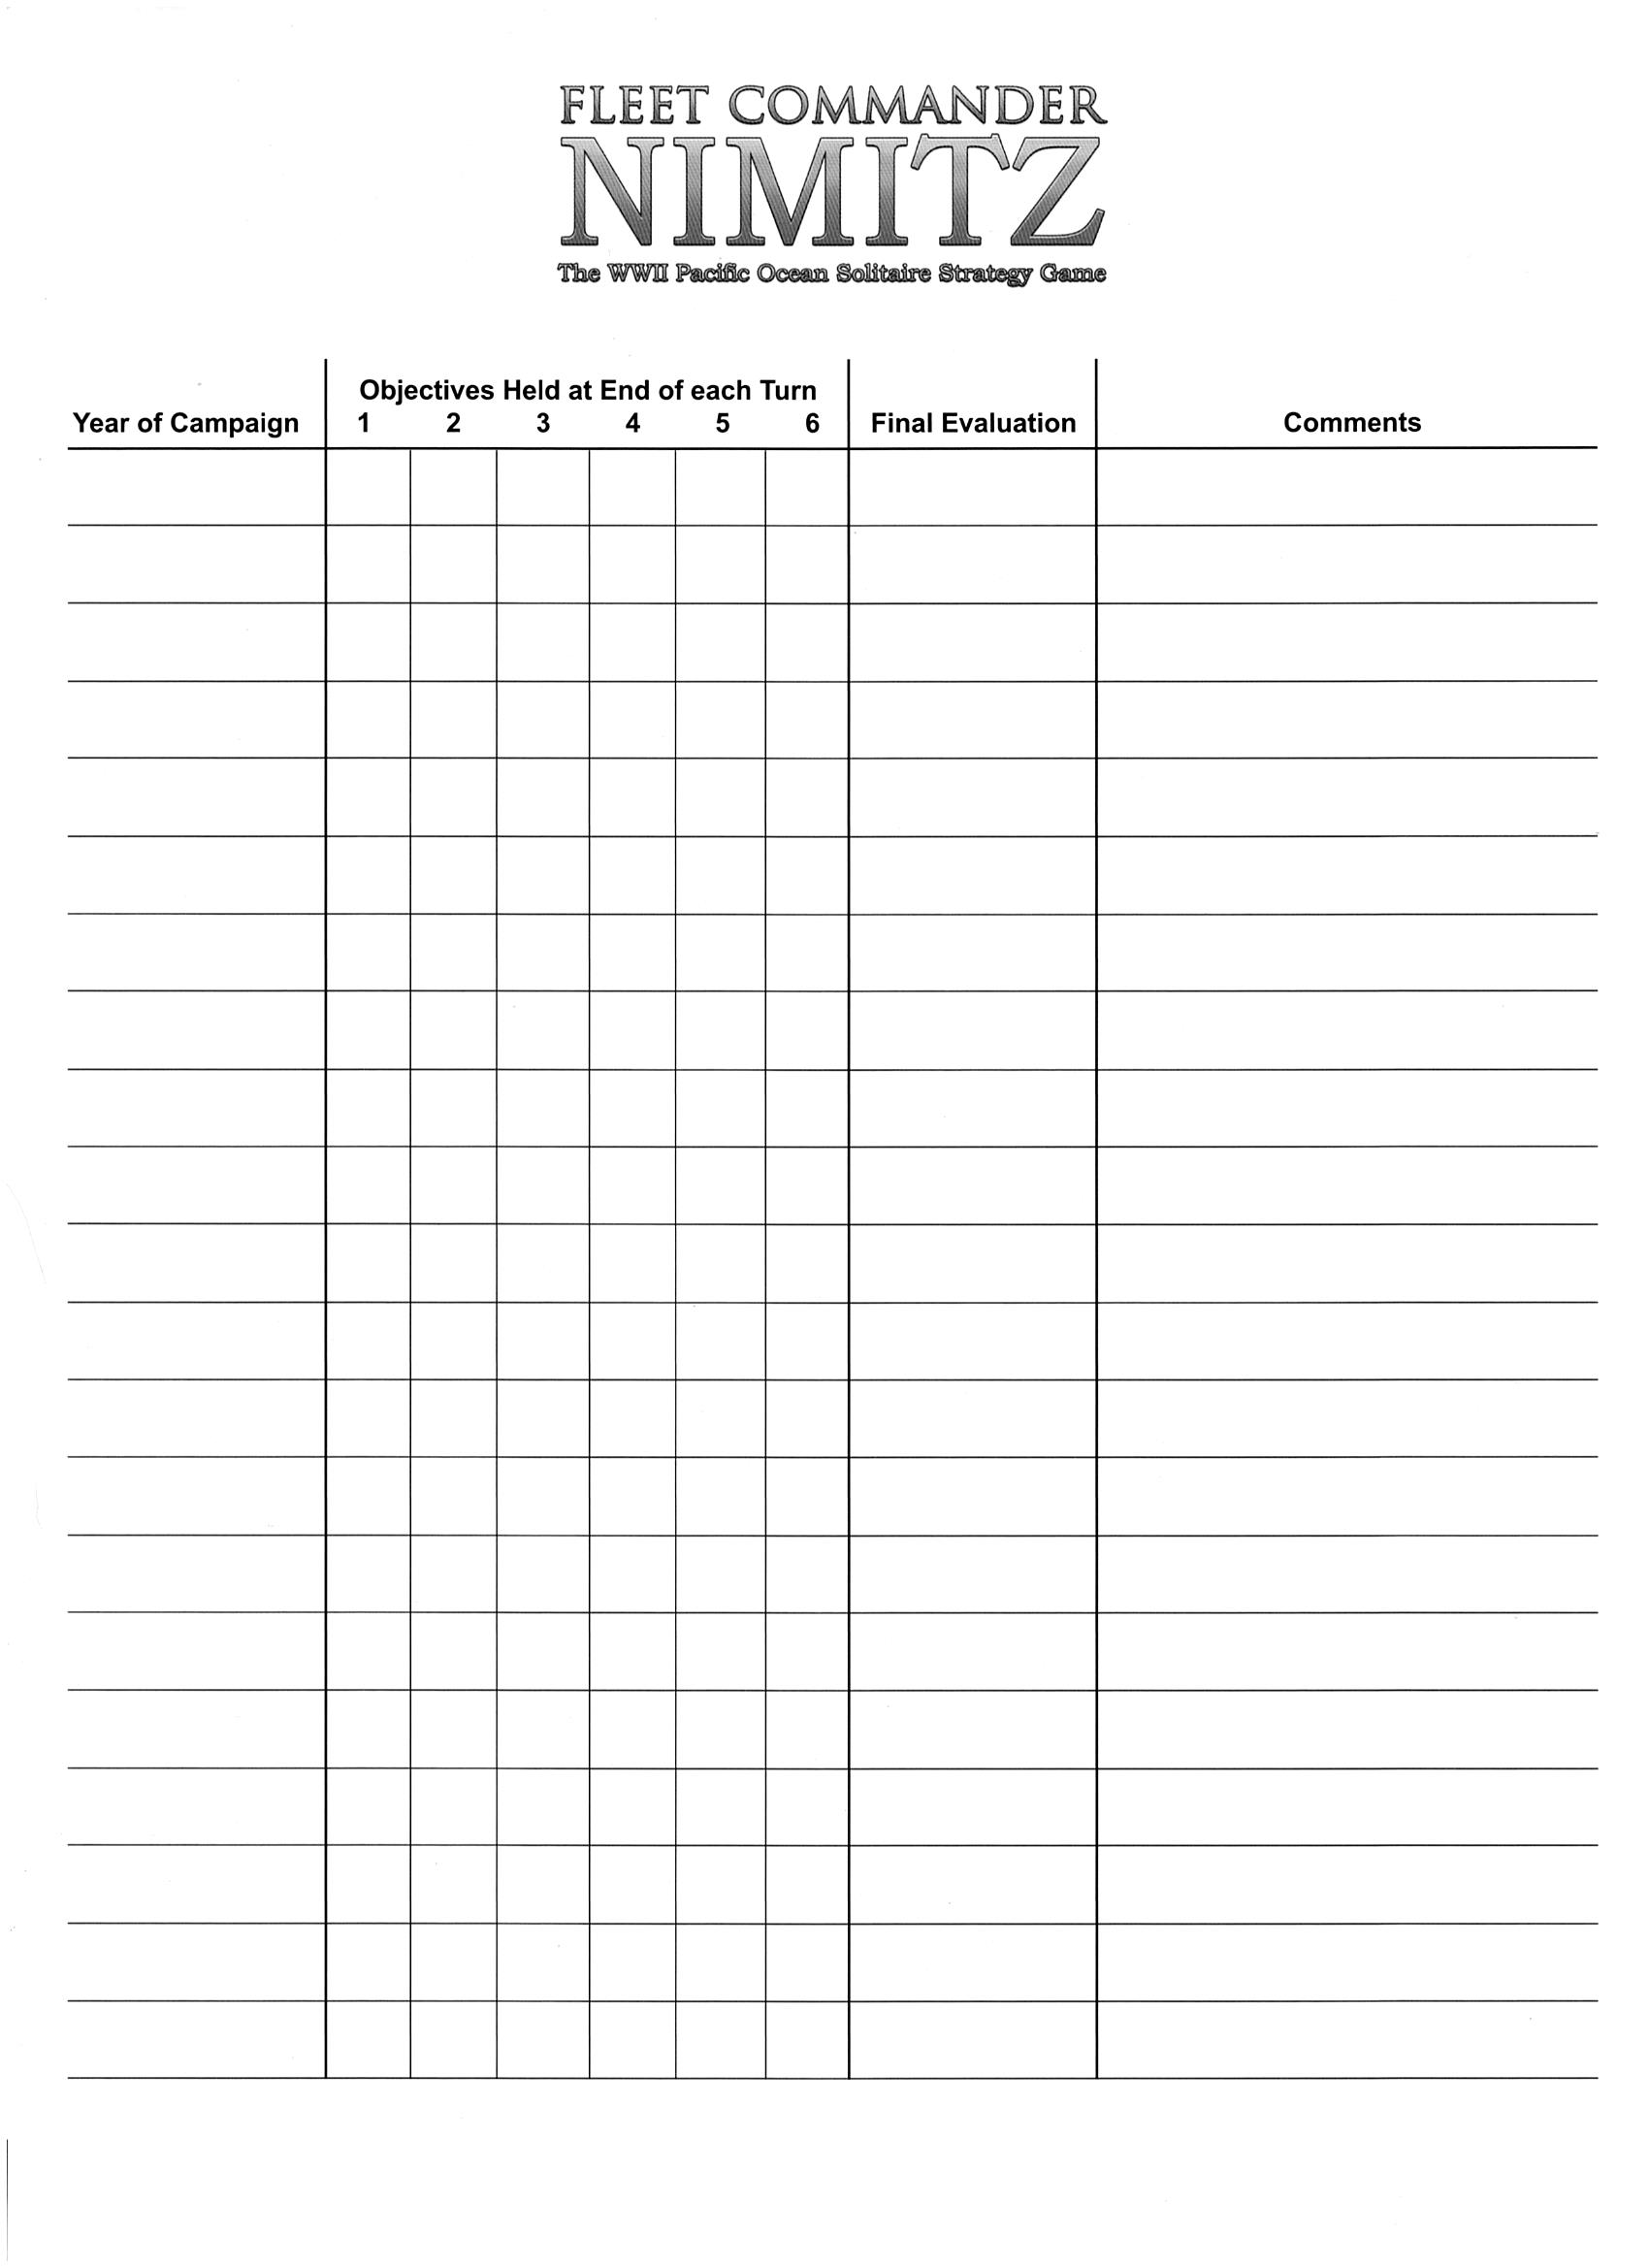 FLEET COMMANDER
NIMITZ
The WWII Pacific Ocean Solitaire Strategy Game
Objectives Held at End of each Turn
Year of Campaign 1 2 3 4 5 6 Final Evaluation Comments